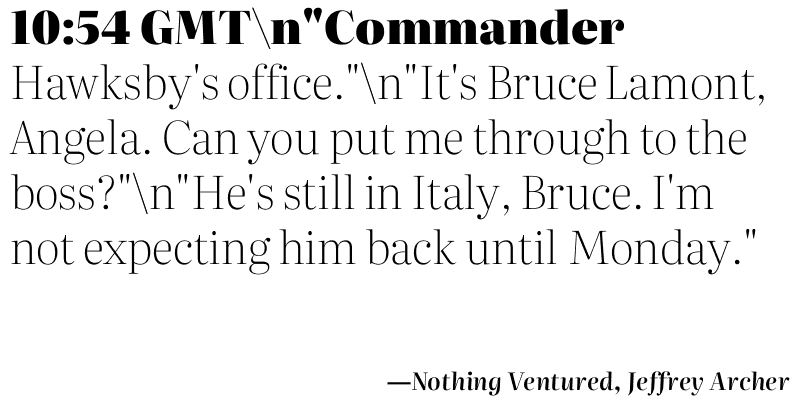 10:54 GMT\n"Commander
Hawksby's office."\n"It's Bruce Lamont,
Angela. Can you put me through to the
boss?"\n"He's still in Italy, Bruce. I'm
not expecting him back until Monday."
—Nothing Ventured, Jeffrey Archer